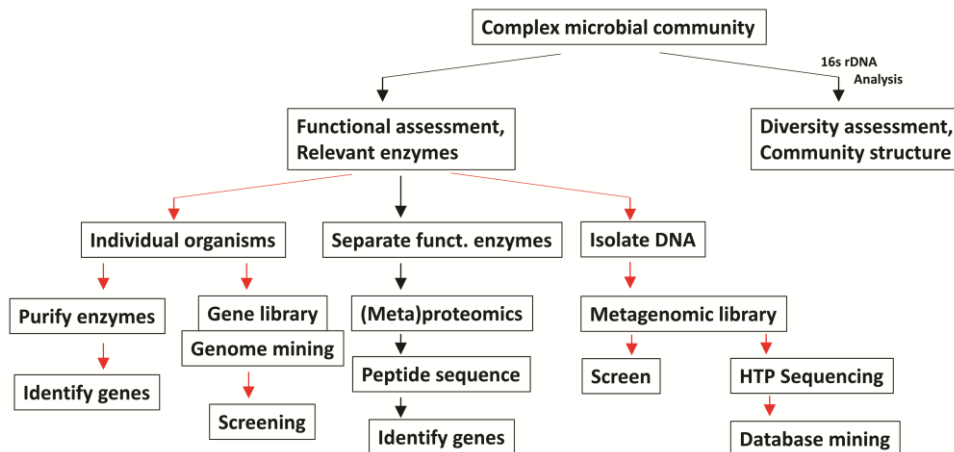 Complex microbial community
16s rDNA
Analysis
Functional assessment,
Relevant enzymes
Diversity assessment,
Community structure
Individual organisms
Separate funct. enzymes
Isolate DNA
Purify enzymes
Gene library
Genome mining
(Meta)proteomics
Metagenomic library
Identify genes
Screening
Peptide sequence
Identify genes
Screen
HTP Sequencing
Database mining